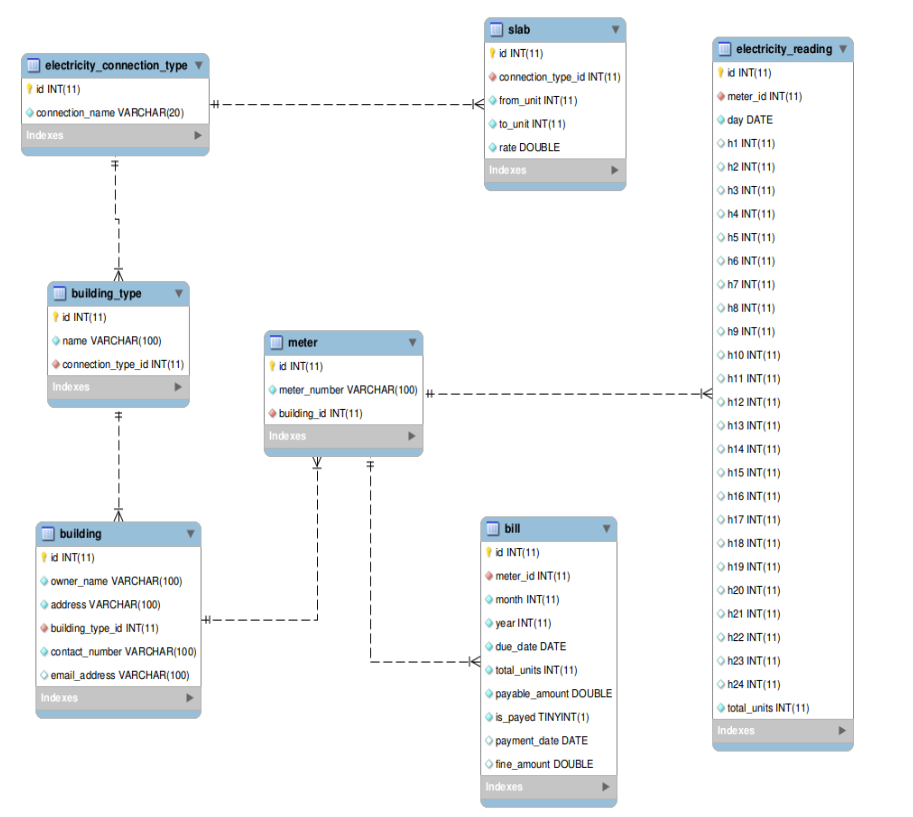 electricity_connection_type
id INT(11)
connection_name VARCHAR(20)
Indexes
slab
id INT(11)
connection_type_id INT(11)
from_unit INT(11)
to_unit INT(11)
rate DOUBLE
Indexes
electricity_reading
id INT(11)
meter_id INT(11)
day DATE
h1 INT(11)
h2 INT(11)
h3 INT(11)
h4 INT(11)
h5 INT(11)
h6 INT(11)
h7 INT(11)
h8 INT(11)
h9 INT(11)
h10 INT(11)
h11 INT(11)
h12 INT(11)
h13 INT(11)
h14 INT(11)
h15 INT(11)
h16 INT(11)
h17 INT(11)
h18 INT(11)
h19 INT(11)
h20 INT(11)
h21 INT(11)
h22 INT(11)
h23 INT(11)
h24 INT(11)
total_units INT(11)
Indexes
building_type
id INT(11)
name VARCHAR(100)
connection_type_id INT(11)
Indexes
meter
id INT(11)
meter_number VARCHAR(100)
building_id INT(11)
Indexes
building
id INT(11)
owner_name VARCHAR(100)
address VARCHAR(100)
building_type_id INT(11)
contact_number VARCHAR(100)
email_address VARCHAR(100)
Indexes
bill
id INT(11)
meter_id INT(11)
month INT(11)
year INT(11)
due_date DATE
total_units INT(11)
payable_amount DOUBLE
is_payed TINYINT(1)
payment_date DATE
fine_amount DOUBLE
Indexes